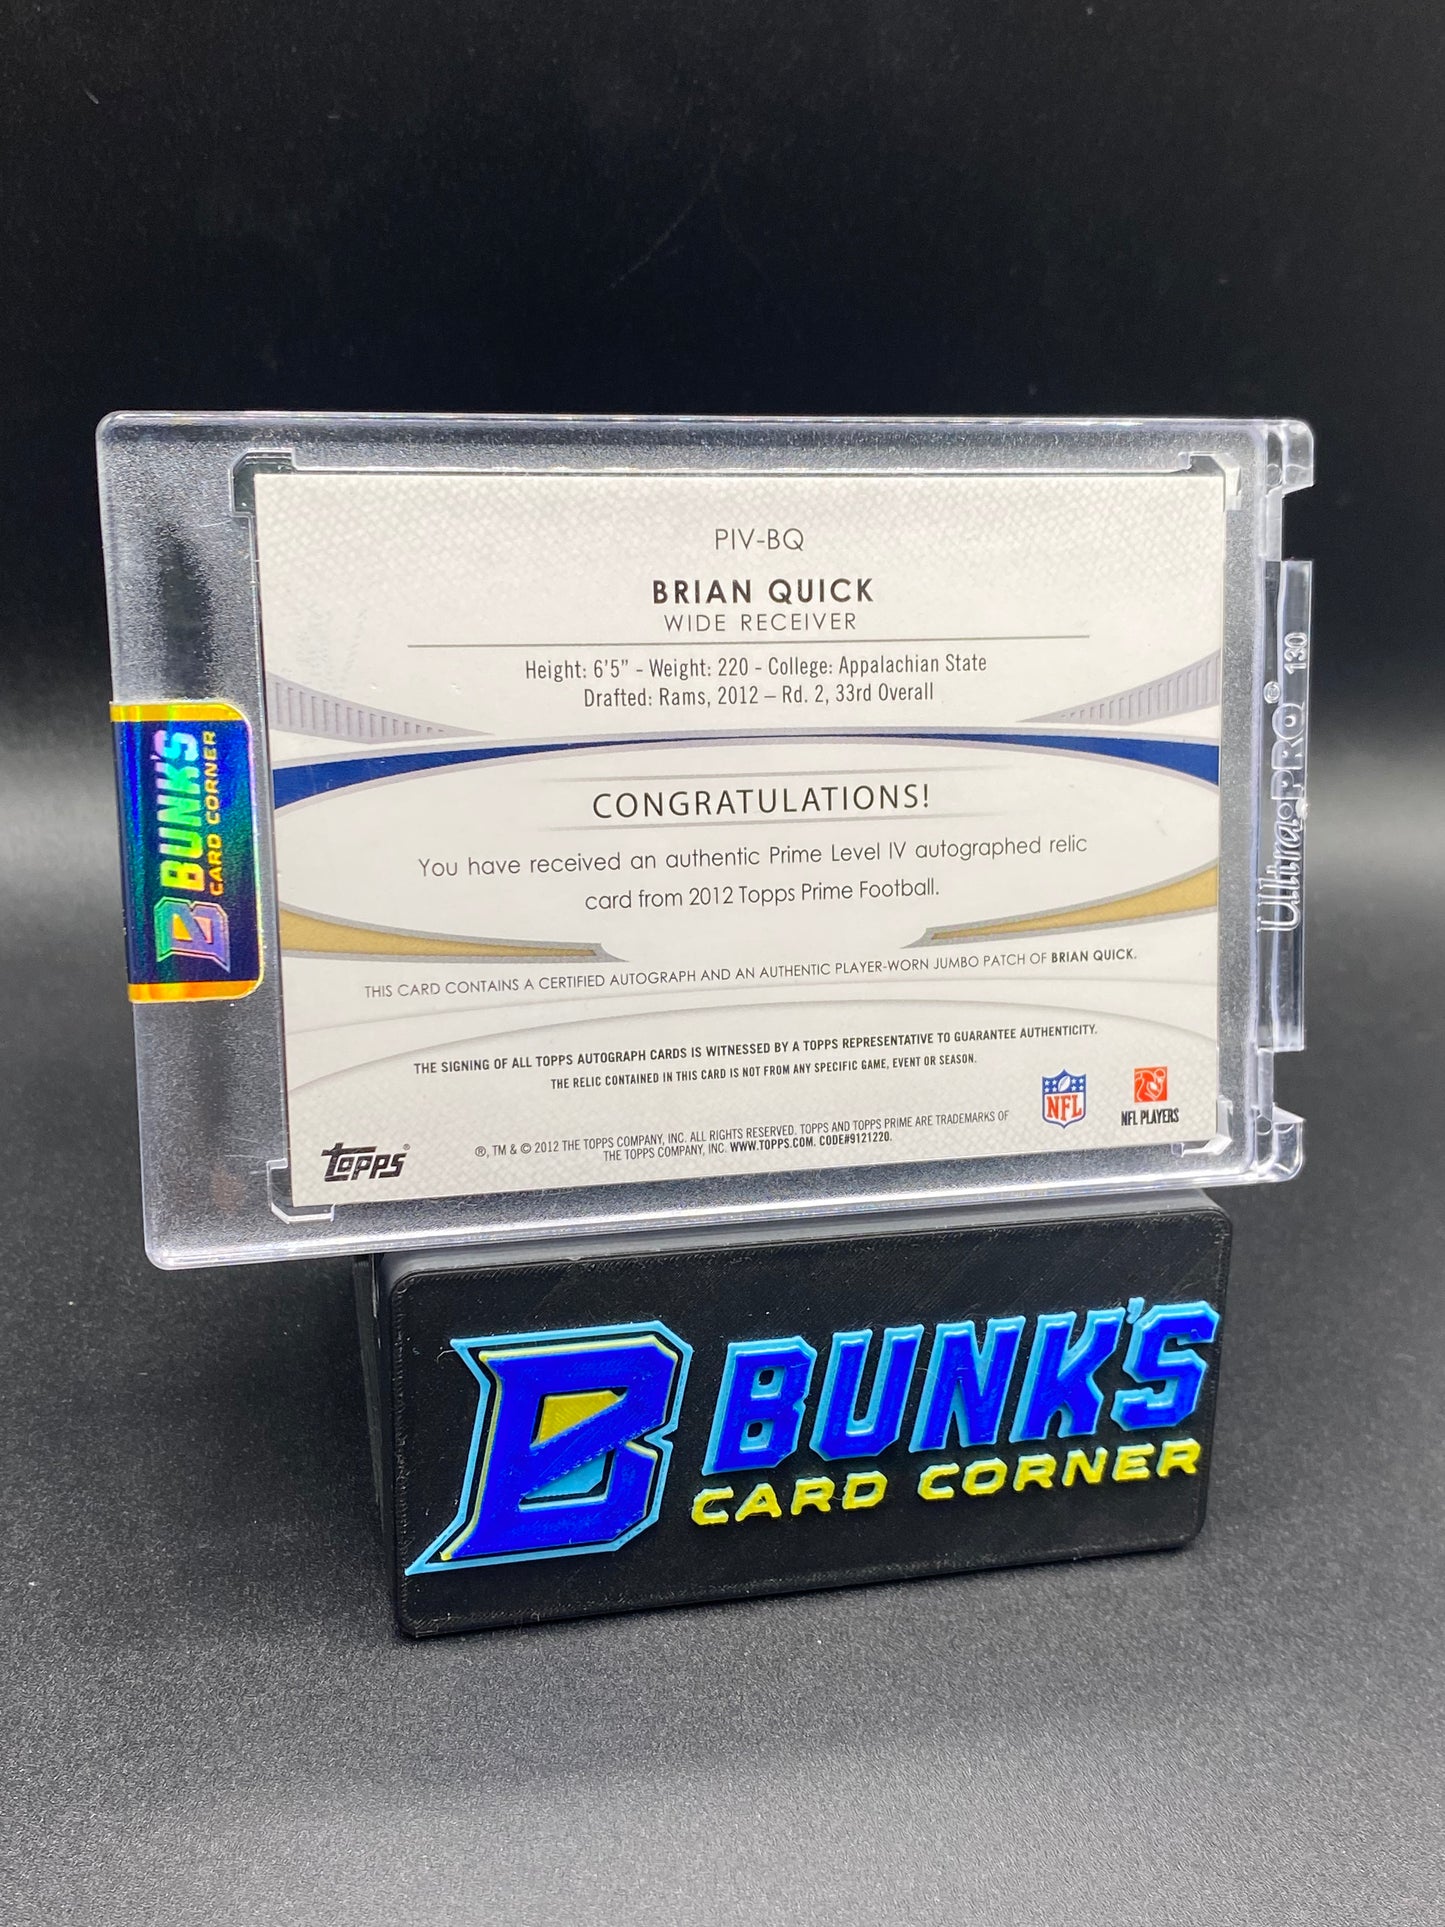 PIV-BQ
BRIAN QUICK
WIDE RECEIVER
Height: 6'5" - Weight: 220 - College: Appalachian State
Drafted: Rams, 2012 – Rd. 2, 33rd Overall
CONGRATULATIONS!
You have received an authentic Prime Level IV autographed relic
card from 2012 Topps Prime Football.
THIS CARD CONTAINS A CERTIFIED AUTOGRAPH AND AN AUTHENTIC PLAYER-WORN JUMBO PATCH OF BRIAN QUICK.
THE SIGNING OF ALL TOPPS AUTOGRAPH CARDS IS WITNESSED BY A TOPPS REPRESENTATIVE TO GUARANTEE AUTHENTICITY.
THE RELIC CONTAINED IN THIS CARD IS NOT FROM ANY SPECIFIC GAME, EVENT OR SEASON.
NFL
NFL PLAYERS
TOPPS®
®, TM & © 2012 THE TOPPS COMPANY, INC. ALL RIGHTS RESERVED. TOPPS AND TOPPS PRIME ARE TRADEMARKS OF
THE TOPPS COMPANY, INC. WWW.TOPPS.COM. CODE#9121220.
B BUNK'S
CARD CORNER
Ultra•PRO® 130
B BUNK'S
CARD CORNER